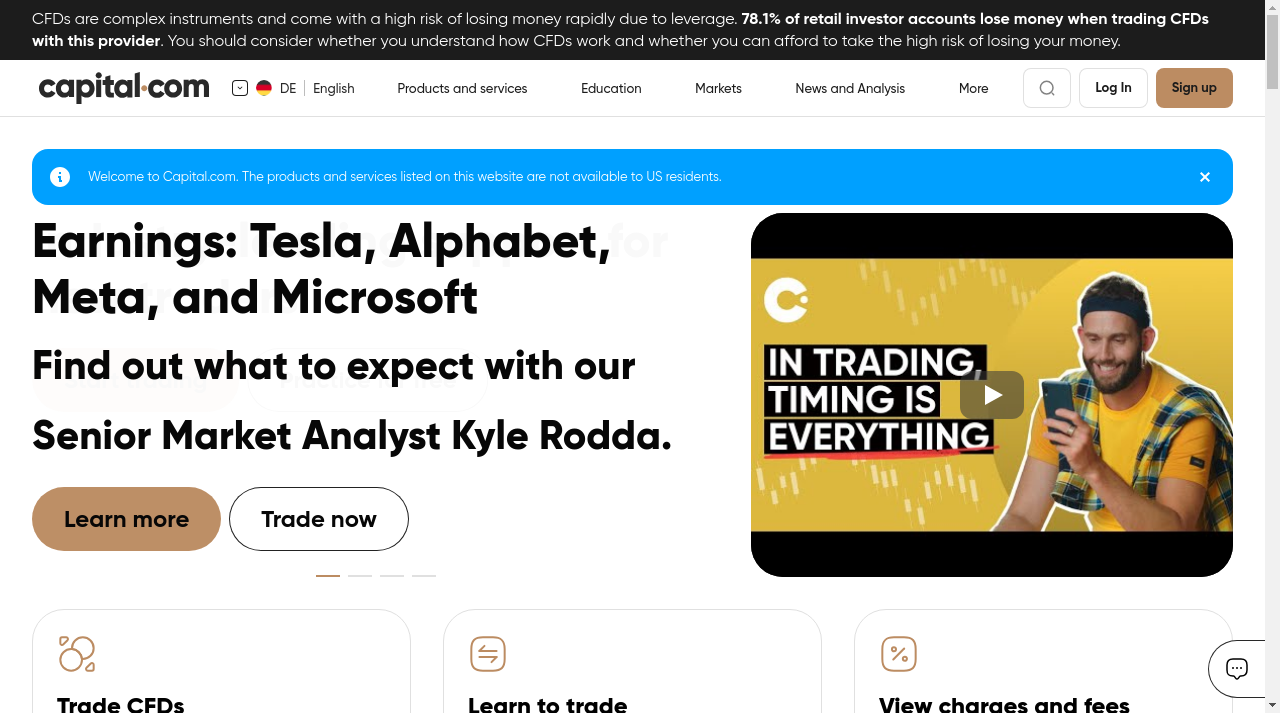 CFDs are complex instruments and come with a high risk of losing money rapidly due to leverage. 78.1% of retail investor accounts lose money when trading CFDs
with this provider. You should consider whether you understand how CFDs work and whether you can afford to take the high risk of losing your money.
capital.com
DE English Products and services Education Markets News and Analysis More Log In Sign up
Welcome to Capital.com. The products and services listed on this website are not available to US residents.
Earnings: Tesla, Alphabet,
Meta, and Microsoft
Find out what to expect with our
Senior Market Analyst Kyle Rodda.
Learn more Trade now
IN TRADING,
TIMING IS
EVERYTHING
Trade CFDs Learn to trade View charges and fees